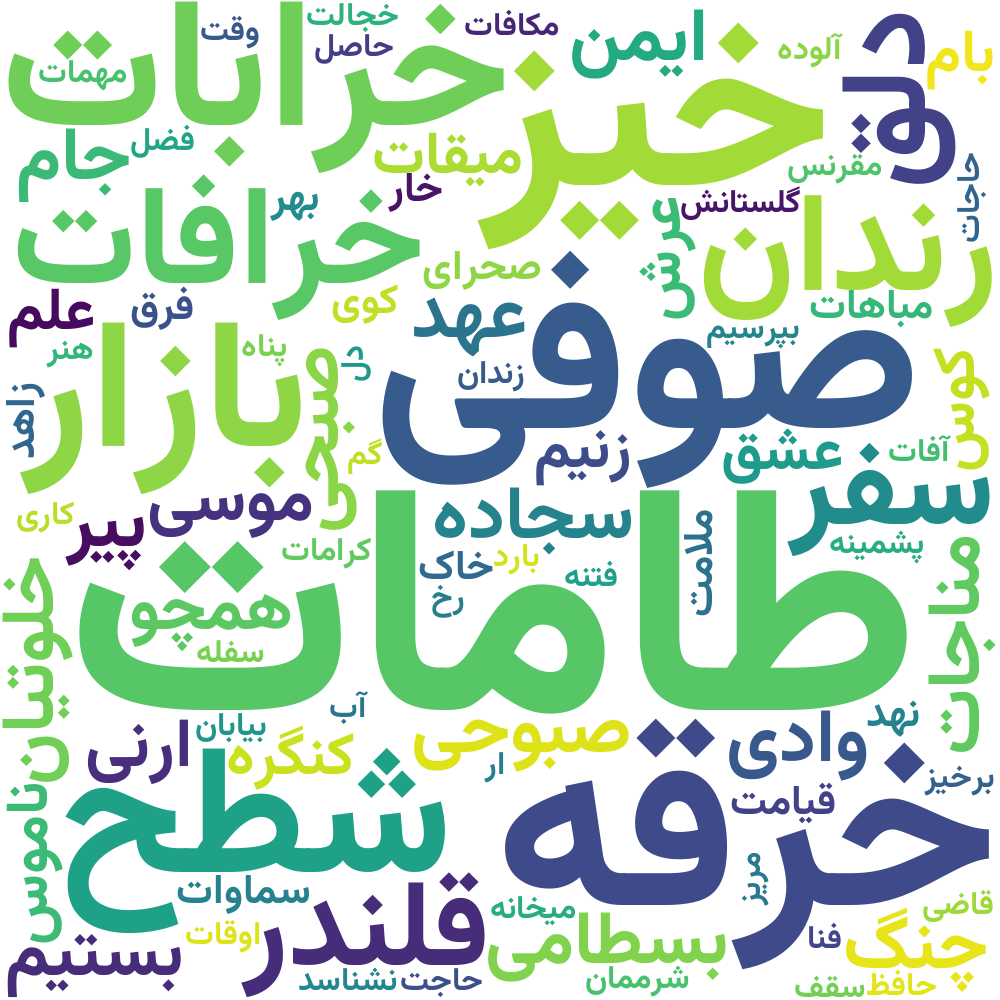 خرابات
خیز
دلق
بام
وقت
خجالت
حاصل
مکافات
ایمن
آلوده
مهمات
جام
فضل
میقات
مقرنس
حاجات
خرافات
بهر
خار
گلستانش
عرش
رندان
صحرای
مباهات
علم
فرق
کوی
عهد
صوفی
بپرسیم
هنر
پناه
دل
زندان
بازار
زاهد
صبحی
گم
زنیم
عشق
آفات
کوس
سفر
کاری
پیر
موسی
سجاده
ملامت
پشمینه
کرامات
خاک
بارد
فتنه
رخ
طامات
مناجات
خلوتیان
همچو
سفله
آب
بیابان
ارنی
کنگره
صبوحی
ار
وادی
نهد
برخیز
شطح
خرقه
قیامت
ناموس
سماوات
مریز
قلندر
میخانه
قاضی
اوقات
بسطامی
فنا
چنگ
بستیم
نشناسد
حاجت
شرممان
سقف
حافظ